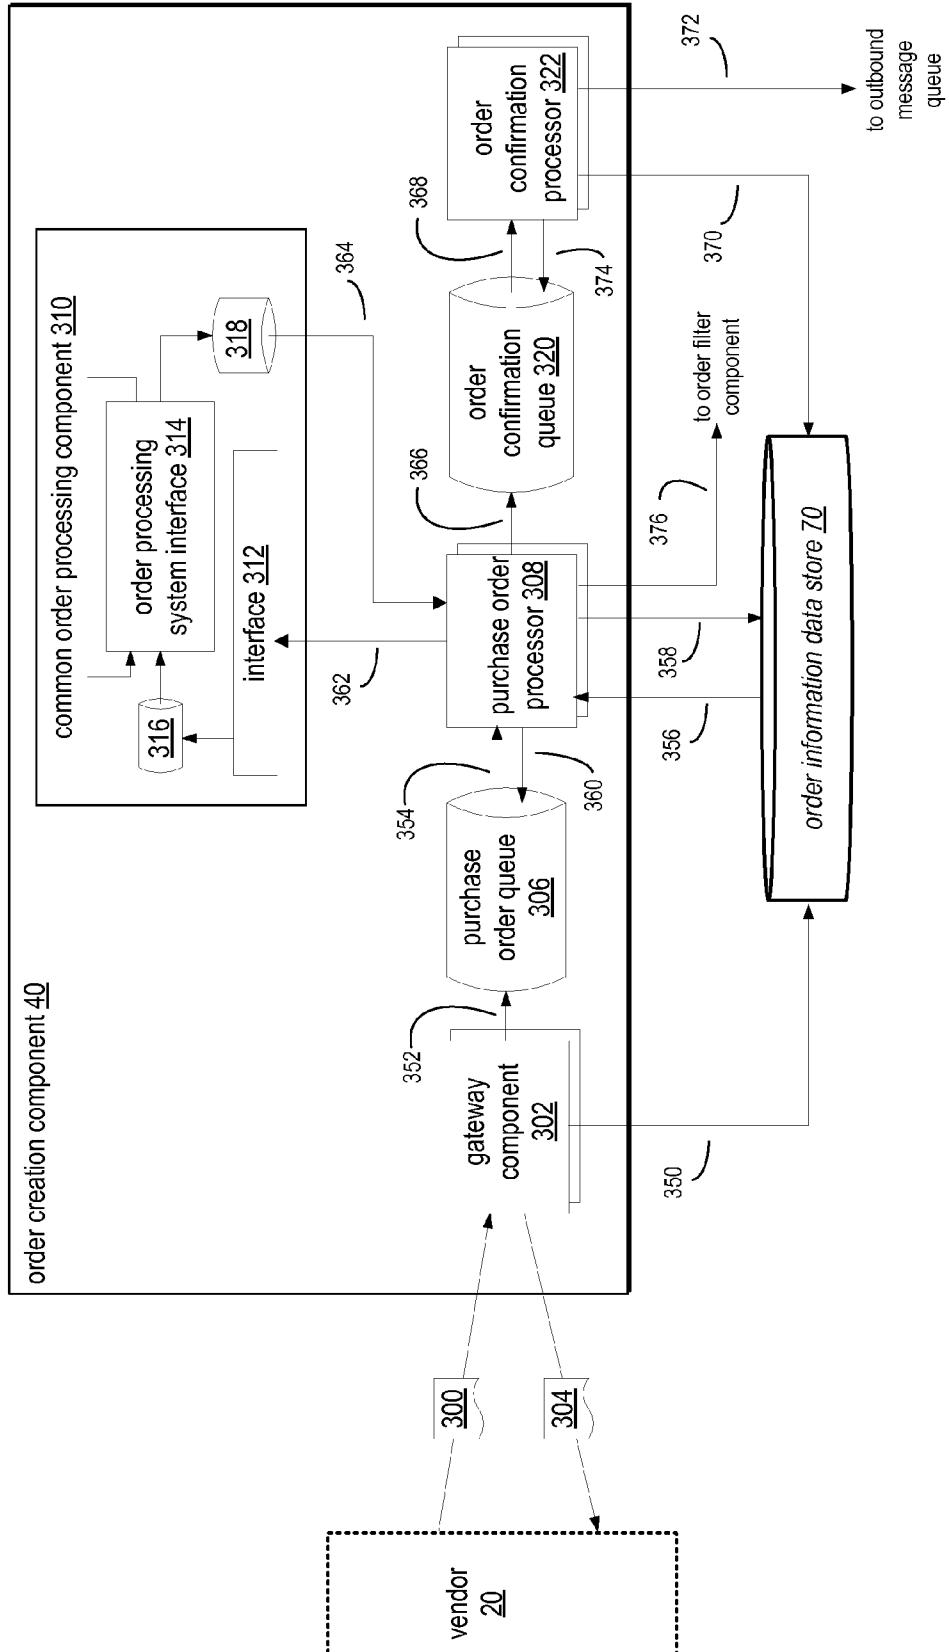 order creation component 40
common order processing component 310
order processing
system interface 314
316
318
interface 312
364
362
vendor
20
300
304
gateway
component
302
352
purchase
order queue
306
354
360
purchase order
processor 308
366
order
confirmation
queue 320
368
374
order
confirmation
processor 322
350
356
358
376
to order filter
component
370
372
to outbound
message
queue
order information data store 70